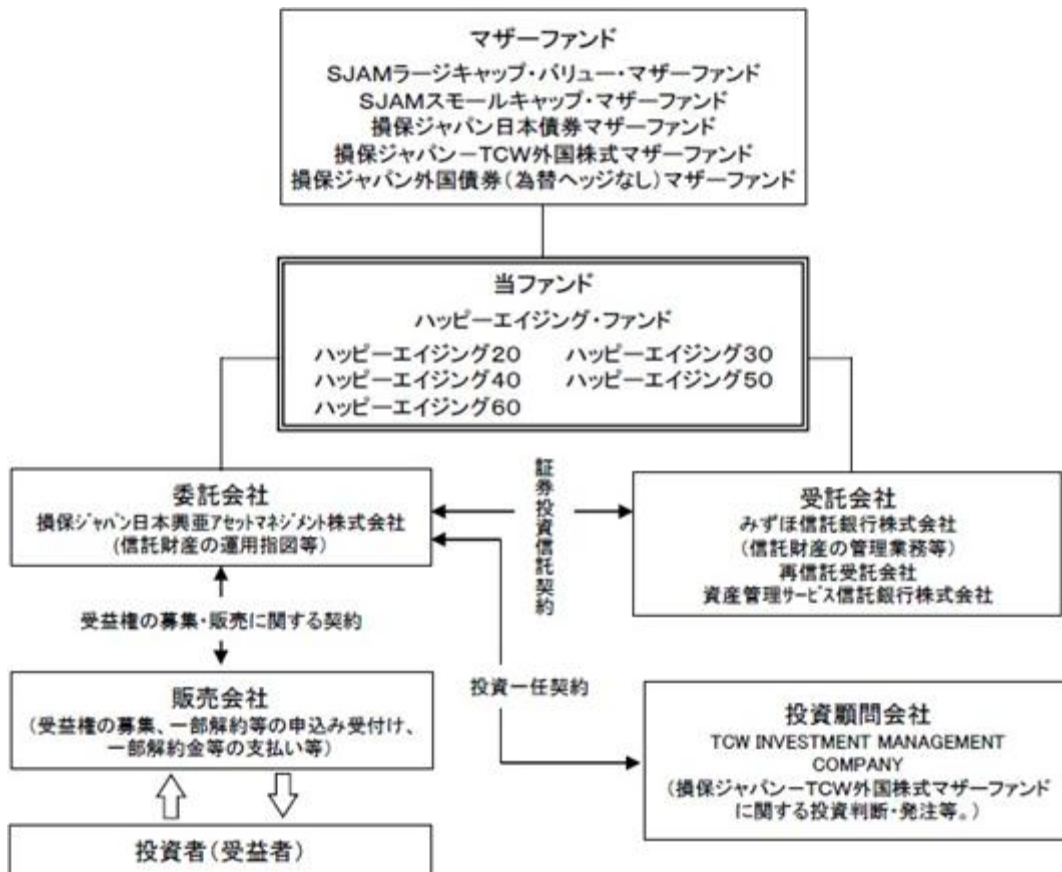 マザーファンド
SJAMラージキャップ・バリュー・マザーファンド
SJAMスモールキャップ・マザーファンド
損保ジャパン日本債券マザーファンド
損保ジャパン－TCW外国株式マザーファンド
損保ジャパン外国債券(為替ヘッジなし)マザーファンド
当ファンド
ハッピーエイジング・ファンド
ハッピーエイジング20 ハッピーエイジング30
ハッピーエイジング40 ハッピーエイジング50
ハッピーエイジング60
委託会社
損保ｼﾞｬﾊﾟﾝ日本興亜ｱｾｯﾄﾏﾈｼﾞﾒﾝﾄ株式会社
(信託財産の運用指図等)
証券投資信託契約
受託会社
みずほ信託銀行株式会社
(信託財産の管理業務等)
再信託受託会社
資産管理ｻｰﾋﾞｽ信託銀行株式会社
受益権の募集・販売に関する契約
販売会社
(受益権の募集、一部解約等の申込み受付け、
一部解約金等の支払い等)
投資一任契約
投資顧問会社
TCW INVESTMENT MANAGEMENT
COMPANY
(損保ジャパン－TCW外国株式マザーファンド
に関する投資判断・発注等。)
投資者(受益者)